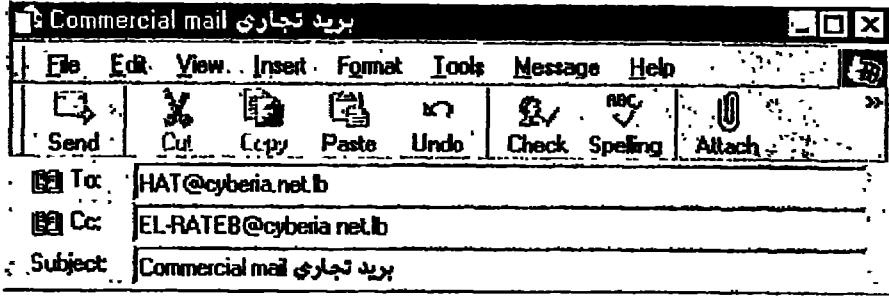 Commercial mail بريد تجاري
File Edit View Insert Format Tools Message Help
Send Cut Copy Paste Undo Check Spelling Attach
To: HAT@cyberia.net.lb
Cc: EL-RATEB@cyberia net.lb
Subject: Commercial mail بريد تجاري